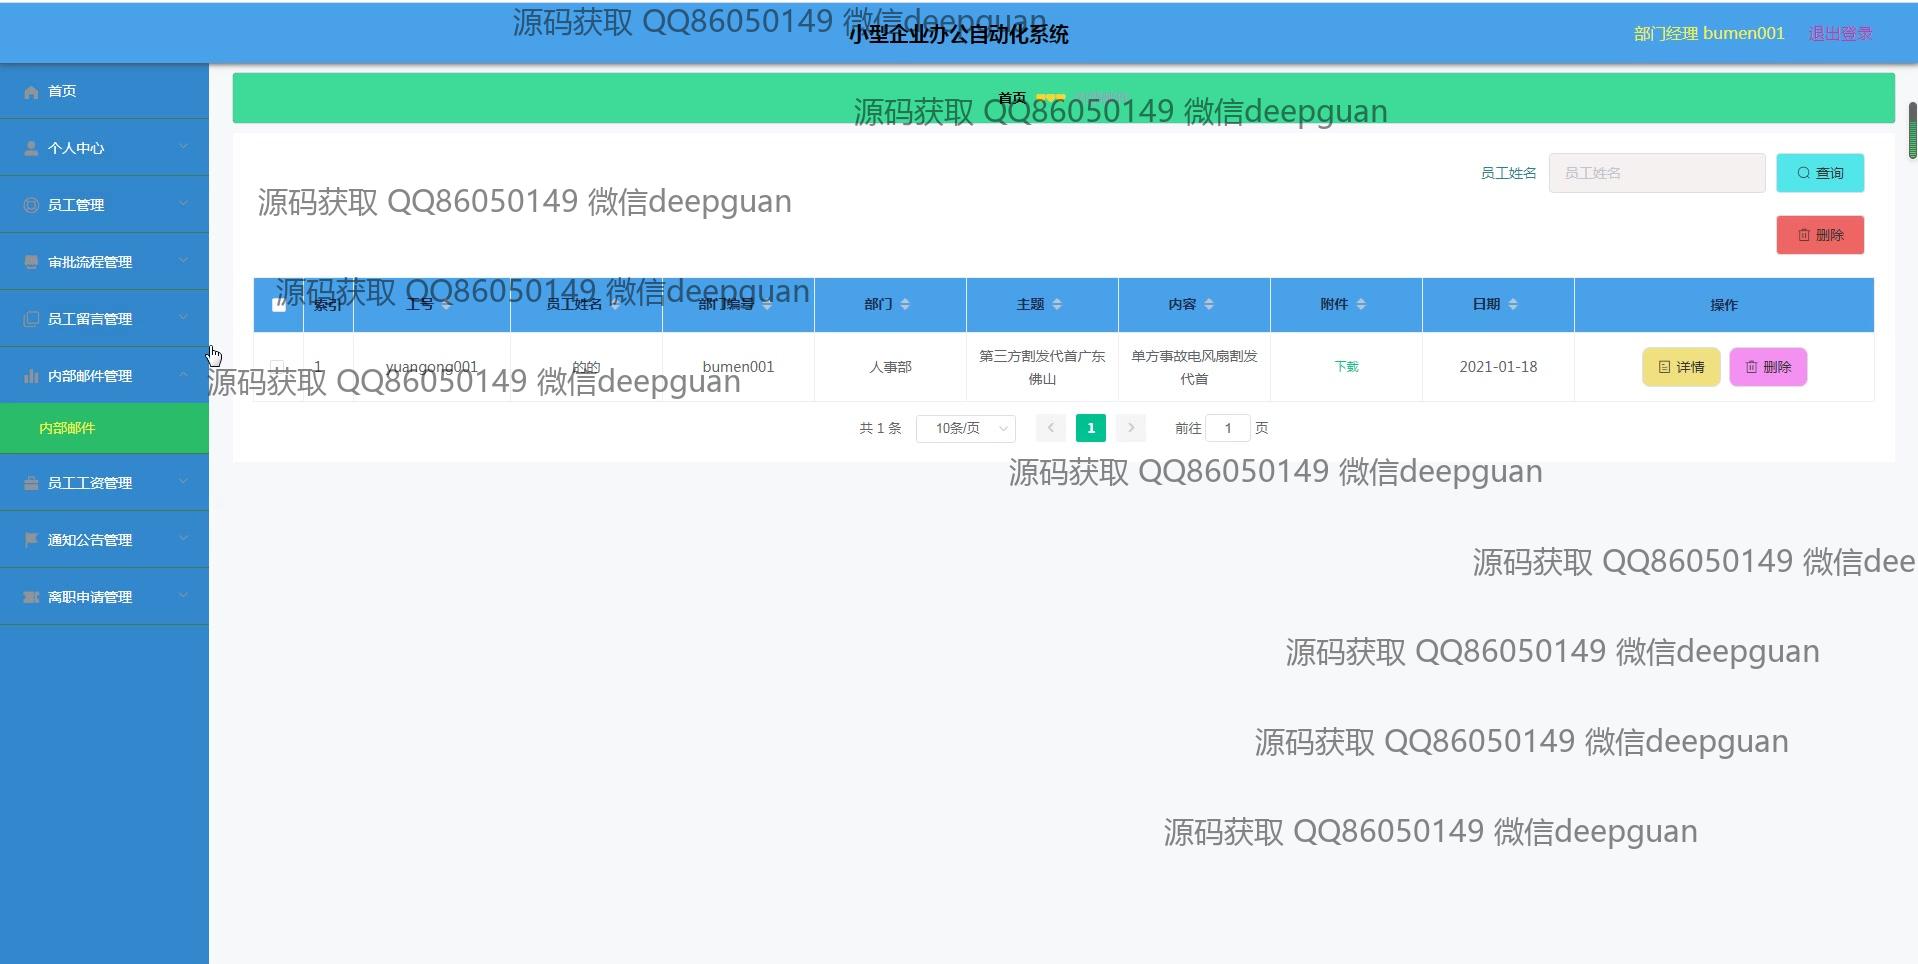 源码获取 QQ86050149 微信deepguan
小型企业办公自动化系统
部门经理 bumen001 退出登录
首页
源码获取 QQ86050149 微信deepguan
首页
个人中心
员工管理
审批流程管理
员工留言管理
内部邮件管理
内部邮件
员工工资管理
通知公告管理
离职申请管理
员工姓名 员工姓名 查询
源码获取 QQ86050149 微信deepguan
删除
源码获取 QQ86050149 微信deepguan
索引 工号 员工姓名 部门编号 部门 主题 内容 附件 日期 操作
1 yuangong001 的的 bumen001 人事部 第三方割发代首广东 单方事故电风扇割发 下载 2021-01-18 详情 删除
佛山 代首
源码获取 QQ86050149 微信deepguan
共 1 条 10条/页 1 前往 1 页
源码获取 QQ86050149 微信deepguan
源码获取 QQ86050149 微信dee
源码获取 QQ86050149 微信deepguan
源码获取 QQ86050149 微信deepguan
源码获取 QQ86050149 微信deepguan